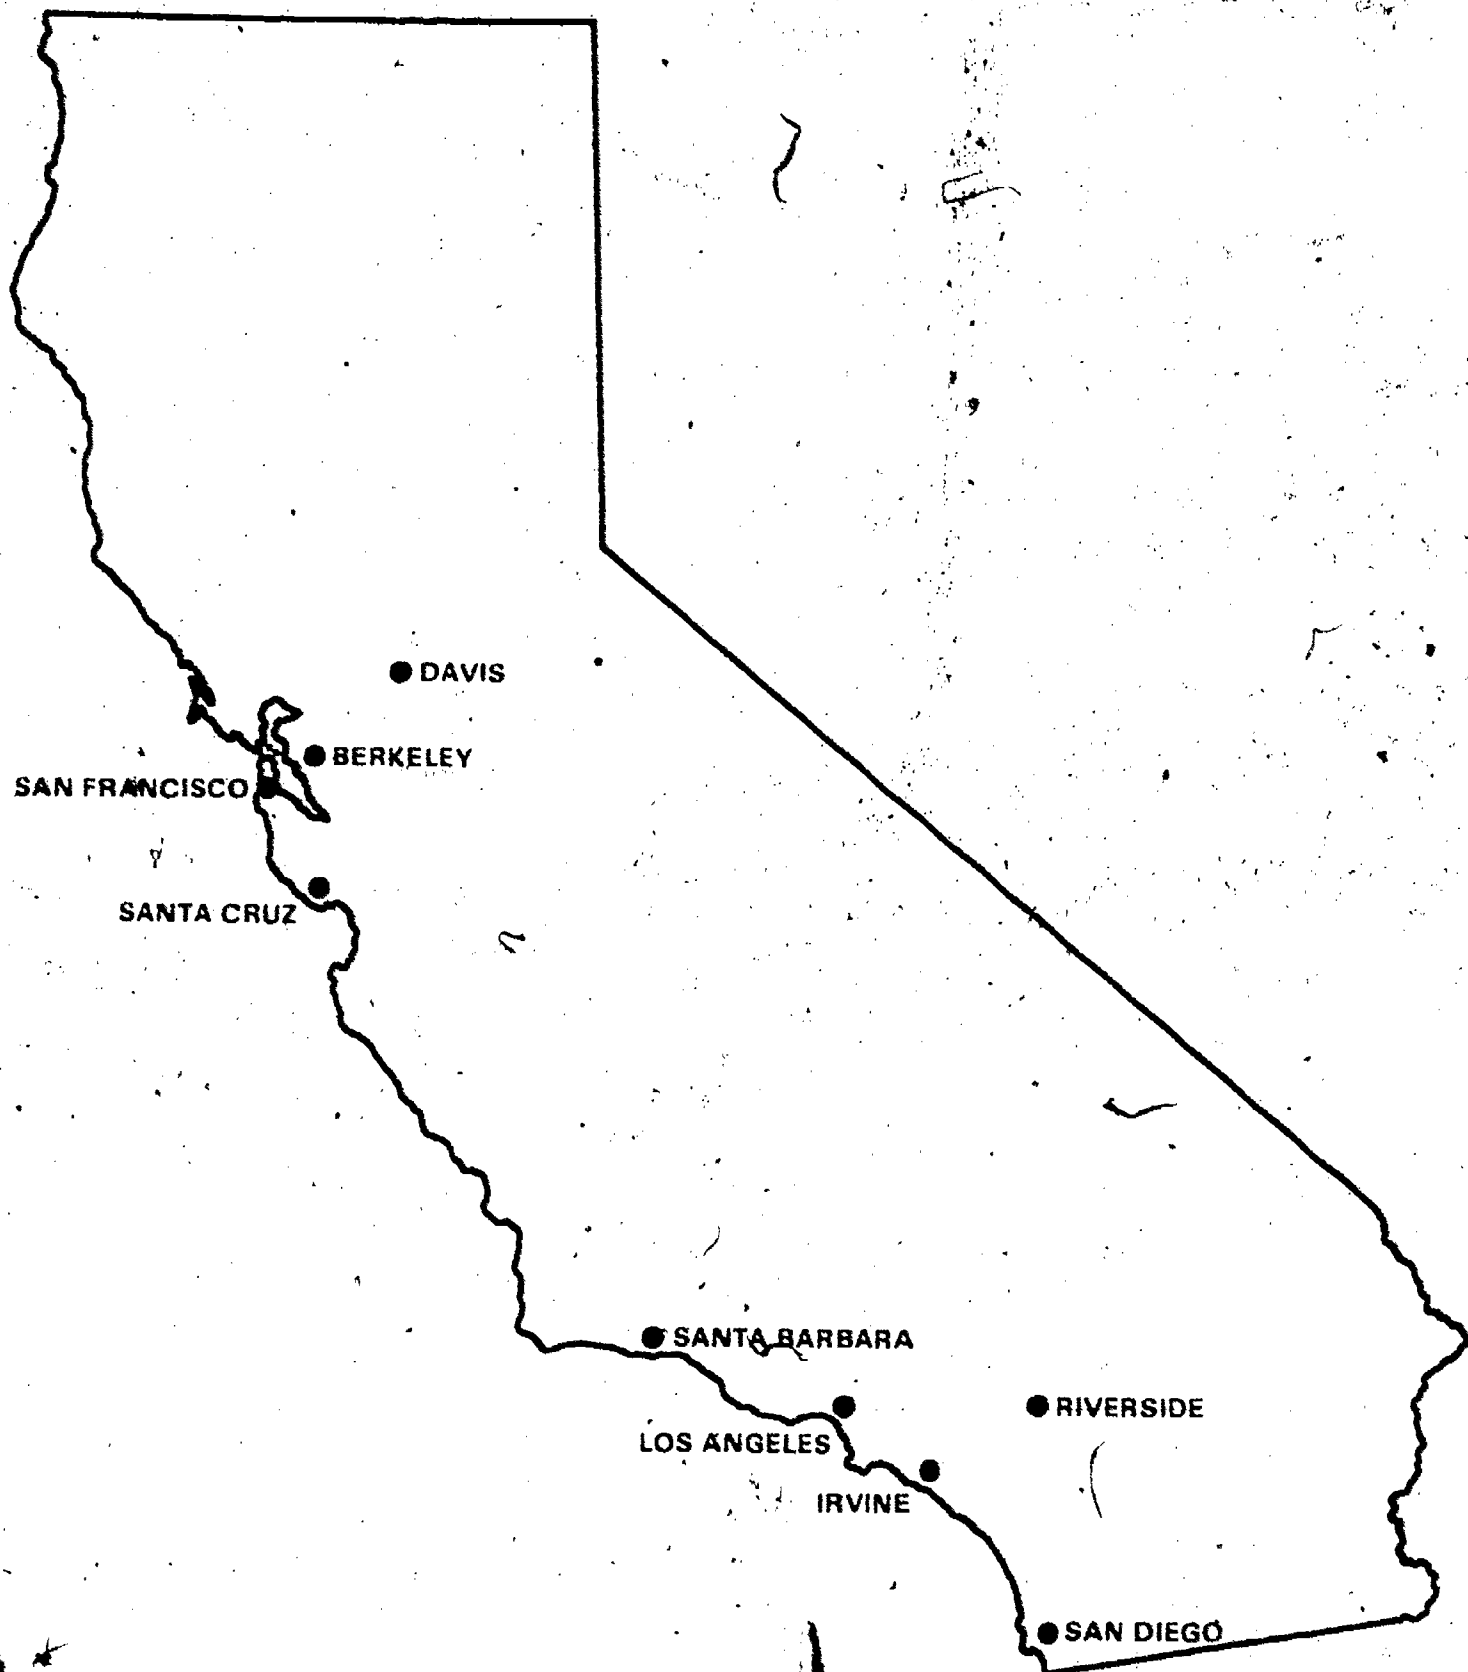 DAVIS
BERKELEY
SAN FRANCISCO
SANTA CRUZ
SANTA BARBARA
RIVERSIDE
LOS ANGELES
IRVINE
SAN DIEGO